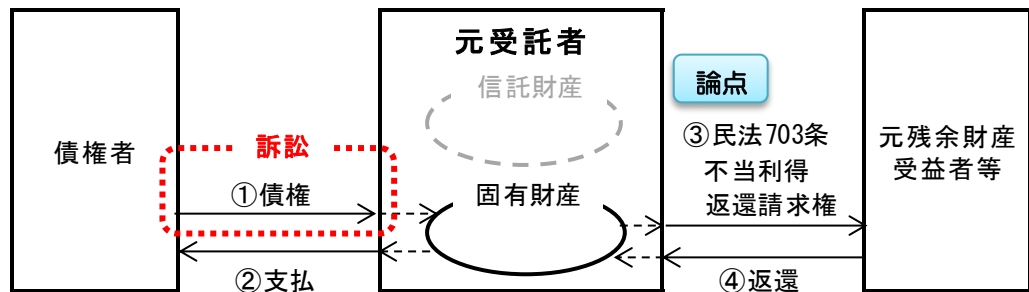 元受託者
信託財産
論点
債権者
訴訟
①債権
固有財産
③民法703条
不当利得
返還請求権
元残余財産
受益者等
②支払
④返還